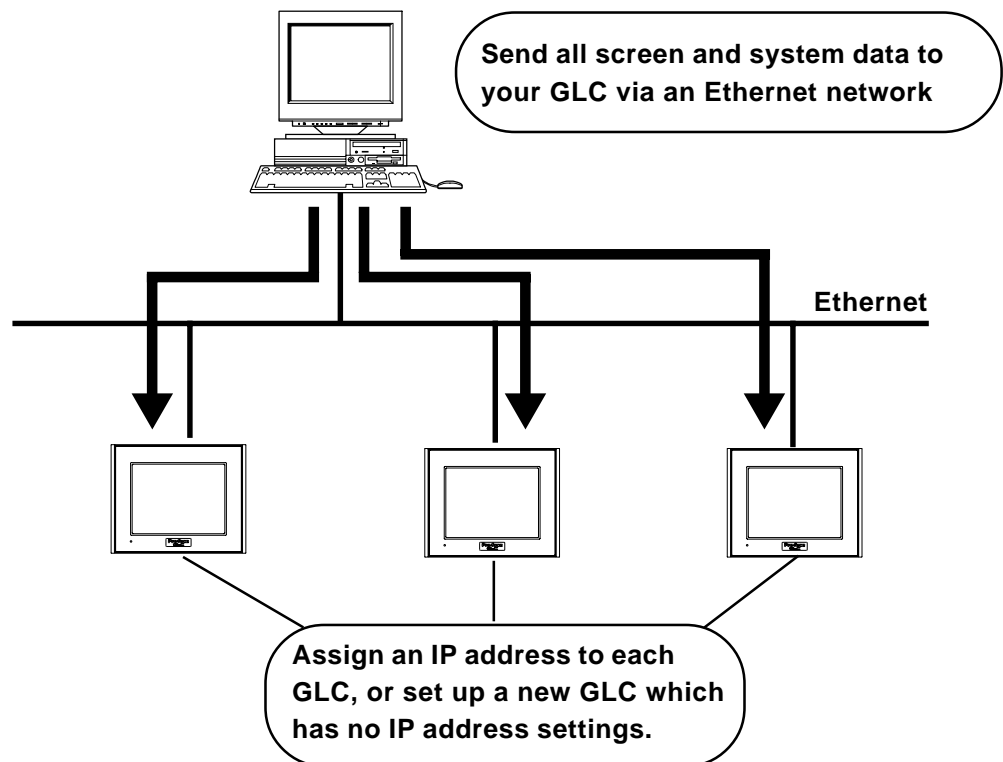 Send all screen and system data to
your GLC via an Ethernet network
Ethernet
Assign an IP address to each
GLC, or set up a new GLC which
has no IP address settings.